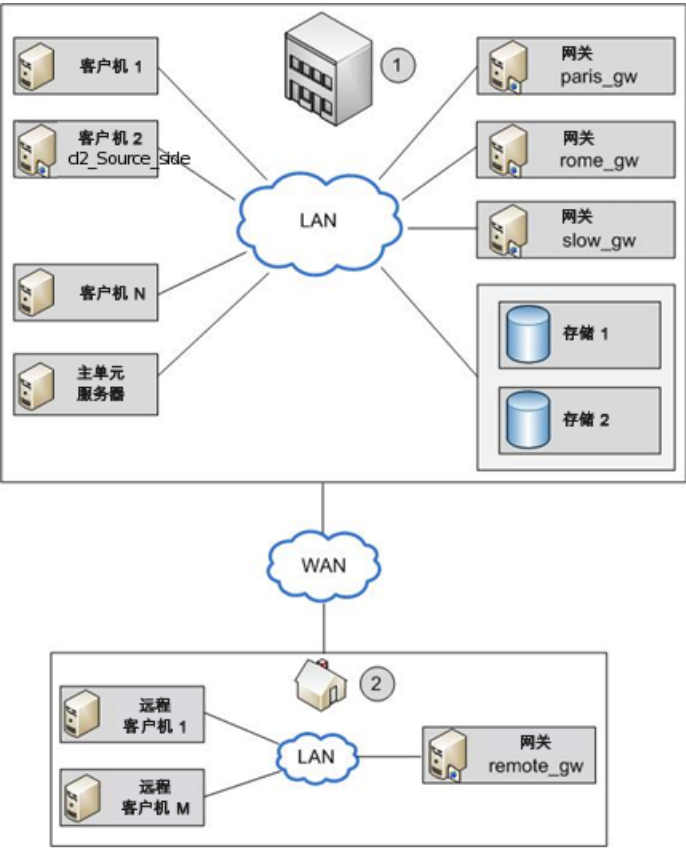 客户机 1
1
网关
paris_gw
客户机 2
cl2_Source_side
网关
rome_gw
LAN
网关
slow_gw
客户机 N
存储 1
主单元
服务器
存储 2
WAN
2
远程
客户机 1
LAN
网关
remote_gw
远程
客户机 M